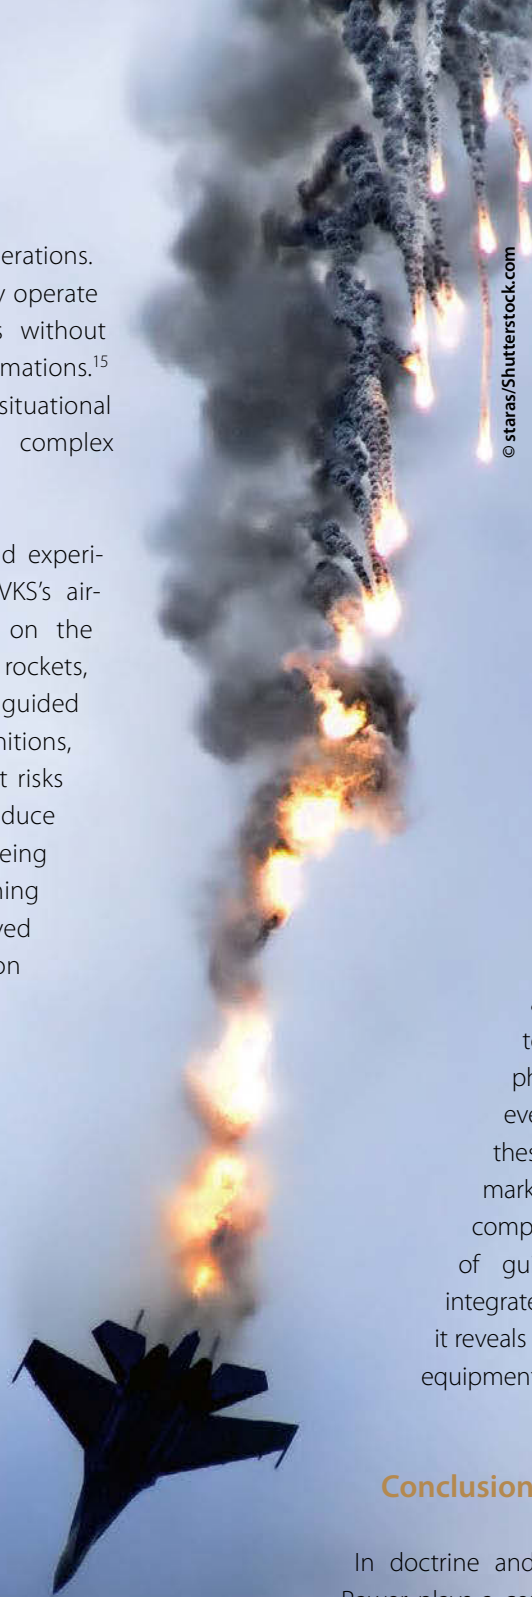 erations.
operate
without
mations.15
situational
complex
d experi-
VKS's air-
on the
rockets,
guided
nitions,
t risks
duce
eing
ning
ved
on
© staras/Shutterstock.com
t
ph
eve
thes
mark
comp
of gu
integrate
it reveals
equipment
Conclusion
In doctrine and